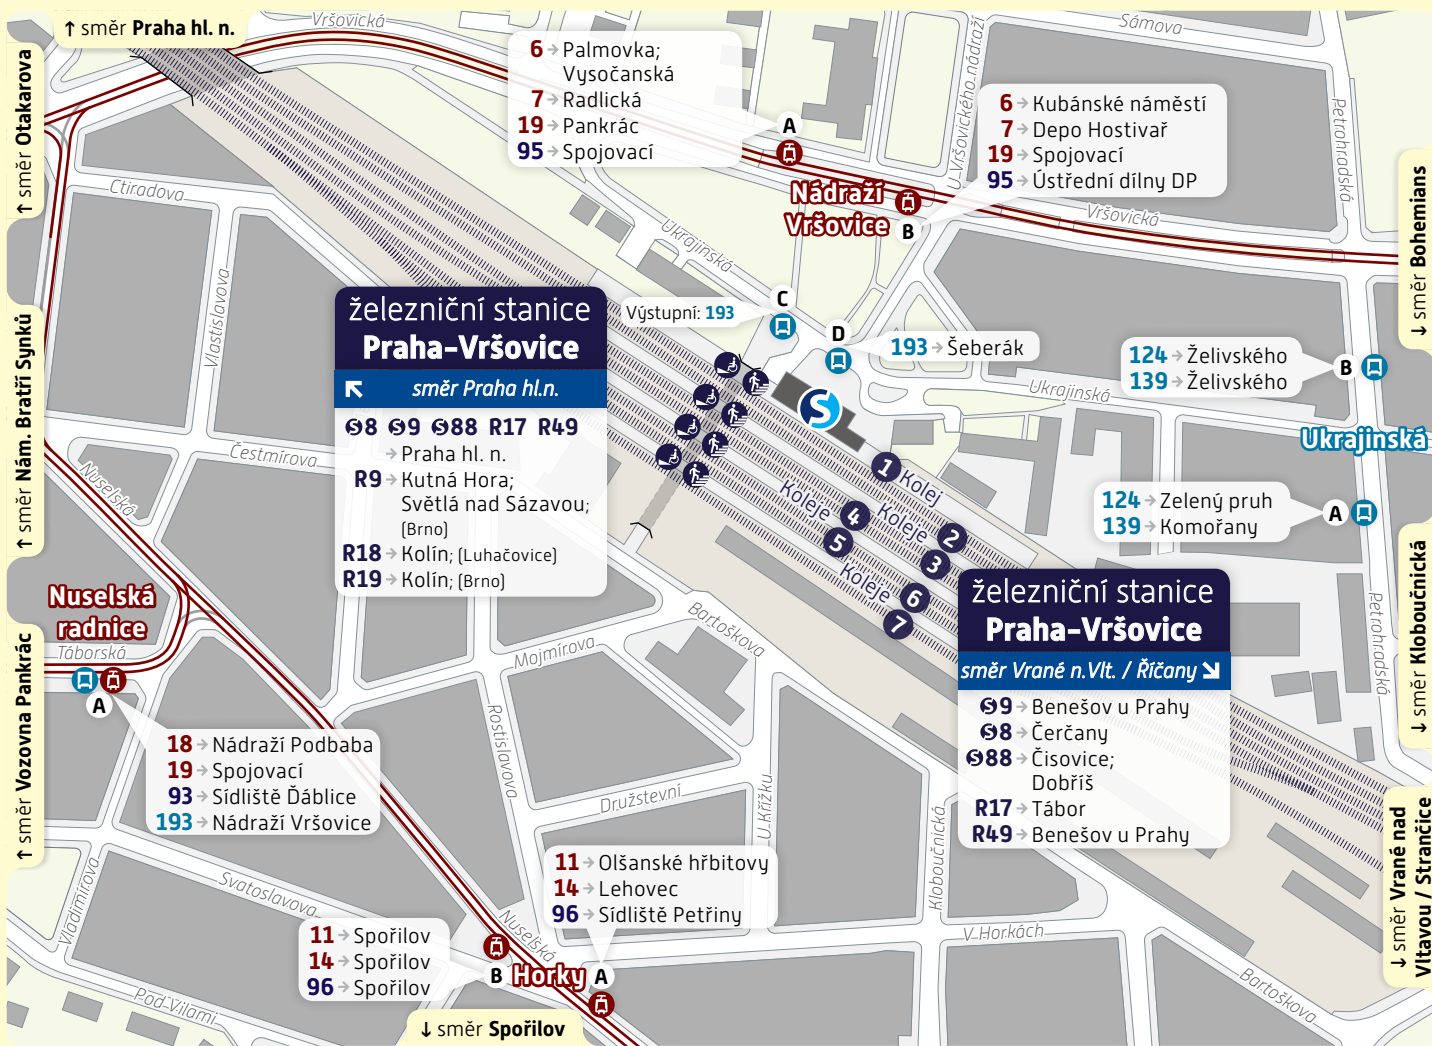 ↑ směr Praha hl. n.
Vršovická
Sámova
↑ směr Otakarova
6 → Palmovka;
Vysočanská
7 → Radlická
19 → Pankrác
95 → Spojovací
A
U Vršovického nádraží
6 → Kubánské náměstí
7 → Depo Hostivař
19 → Spojovací
95 → Ústřední dílny DP
Petrohradská
Nádraží
Vršovice
B
Vršovická
↓ směr Bohemians
Ctiradova
Vlastislavova
Ukrajinská
↑ směr Nám. Bratří Synků
železniční stanice
Praha-Vršovice
směr Praha hl.n.
S8 S9 S88 R17 R49
→ Praha hl. n.
R9 → Kutná Hora;
Světlá nad Sázavou;
(Brno)
R18 → Kolín; (Luhačovice)
R19 → Kolín; (Brno)
C
Výstupní: 193
D
193 → Šeberák
S
Ukrajinská
124 → Želivského
139 → Želivského
B
Ukrajinská
124 → Zelený pruh
139 → Komořany
A
Čestmírova
Nuselská
1 Kolej
Koleje
2
3
Koleje
4
5
Koleje
6
7
↓ směr Kloboučnická
Petrohradská
Nuselská
radnice
Táborská
A
↑ směr Vozovna Pankrác
18 → Nádraží Podbaba
19 → Spojovací
93 → Sídliště Ďáblice
193 → Nádraží Vršovice
Mojmírova
Bartoškova
Rostislavova
Družstevní
U Křížku
Kloboučnická
železniční stanice
Praha-Vršovice
směr Vrané n.Vlt. / Říčany
S9 → Benešov u Prahy
S8 → Čerčany
S88 → Čisovice;
Dobříš
R17 → Tábor
R49 → Benešov u Prahy
↓ směr Vrané nad
Vltavou / Strančice
Vladimírova
Svatoslavova
Pod Vilami
11 → Olšanské hřbitovy
14 → Lehovec
96 → Sídliště Petřiny
11 → Spořilov
14 → Spořilov
96 → Spořilov
Nuselská
B
Horky
A
V Horkách
Bartoškova
↓ směr Spořilov